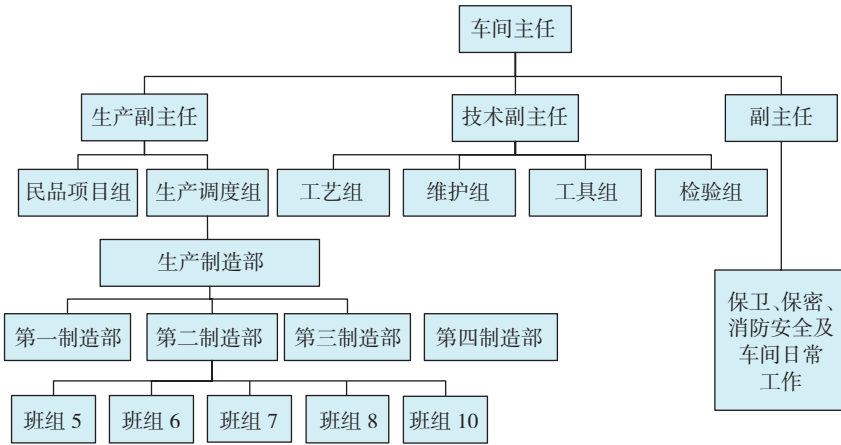 车间主任
生产副主任
技术副主任
副主任
民品项目组
生产调度组
工艺组
维护组
工具组
检验组
生产制造部
保卫、保密、
消防安全及
车间日常
工作
第一制造部
第二制造部
第三制造部
第四制造部
班组 5
班组 6
班组 7
班组 8
班组 10